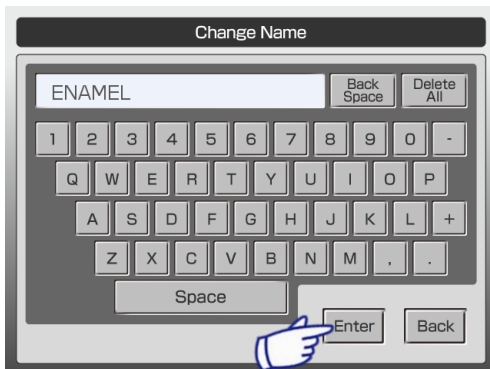 Change Name
ENAMEL Back Space Delete All
1 2 3 4 5 6 7 8 9 0 -
Q W E R T Y U I O P
A S D F G H J K L +
Z X C V B N M , .
Space
Enter Back